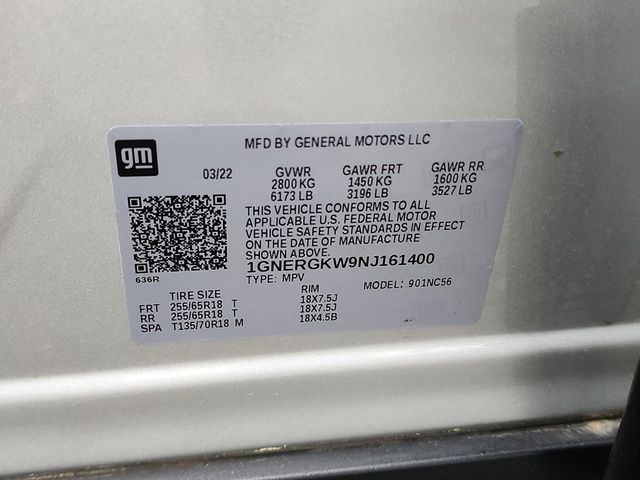 gm
MFD BY GENERAL MOTORS LLC
03/22 GVWR GAWR FRT GAWR RR
2800 KG 1450 KG 1600 KG
6173 LB 3196 LB 3527 LB
THIS VEHICLE CONFORMS TO ALL
APPLICABLE U.S. FEDERAL MOTOR
VEHICLE SAFETY STANDARDS IN EFFECT
ON THE DATE OF MANUFACTURE
SHOWN ABOVE.
636R
1GNERGKW9NJ161400
TYPE: MPV MODEL: 901NC56
TIRE SIZE RIM
FRT 255/65R18 T 18X7.5J
RR 255/65R18 T 18X7.5J
SPA T135/70R18 M 18X4.5B